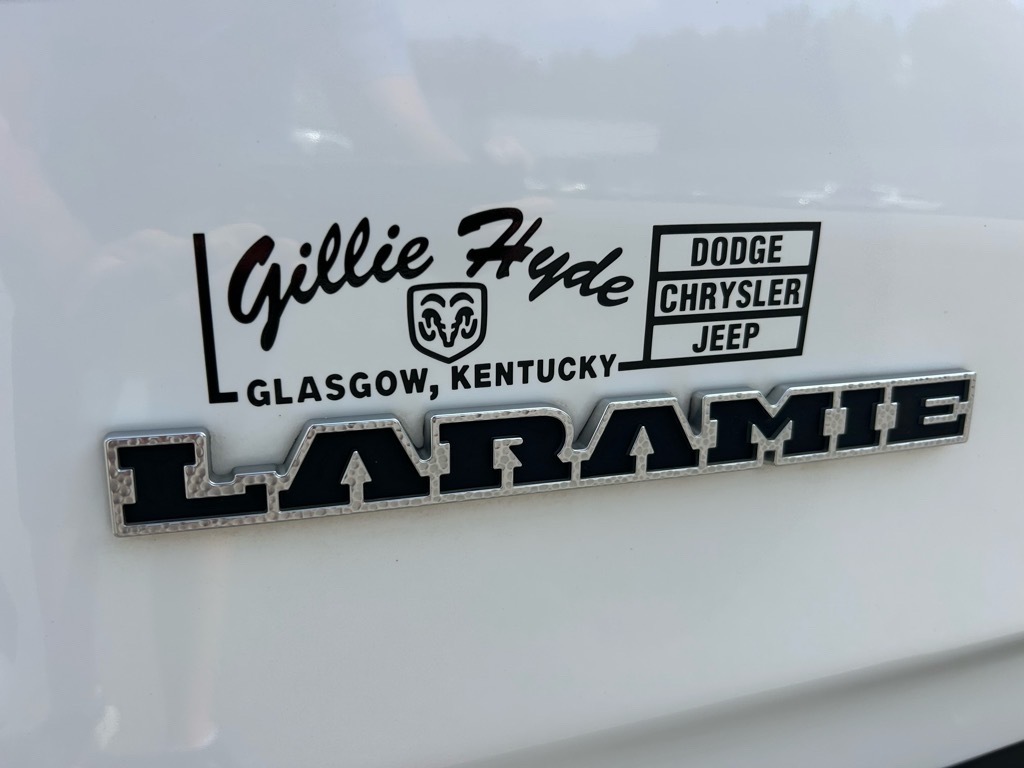 Gillie Hyde
DODGE
CHRYSLER
JEEP
GLASGOW, KENTUCKY
LARAMIE